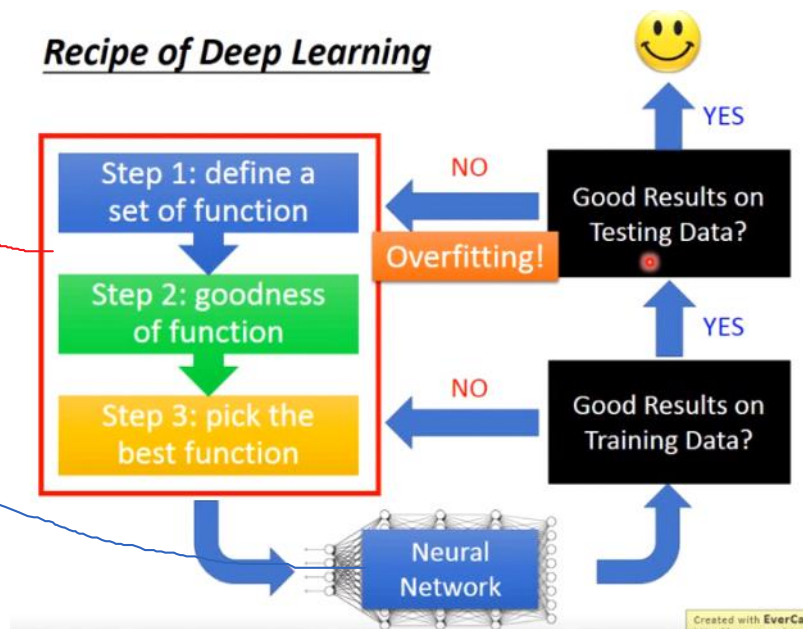 Recipe of Deep Learning
YES
Step 1: define a
set of function
NO
Good Results on
Testing Data?
Overfitting!
Step 2: goodness
of function
YES
Step 3: pick the
best function
NO
Good Results on
Training Data?
Neural
Network
Created with